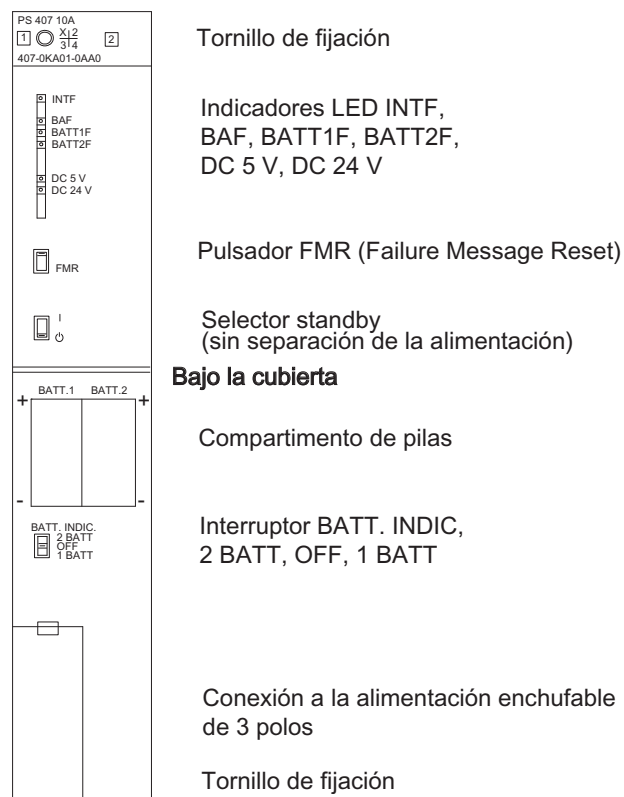 PS 407 10A
1 X 2 2
3 4
407-0KA01-0AA0
Tornillo de fijación
INTF
BAF
BATT1F
BATT2F
DC 5 V
DC 24 V
Indicadores LED INTF,
BAF, BATT1F, BATT2F,
DC 5 V, DC 24 V
FMR
Pulsador FMR (Failure Message Reset)
I
Selector standby
(sin separación de la alimentación)
Bajo la cubierta
BATT.1 BATT.2
+ +
Compartimento de pilas
- -
BATT. INDIC.
2 BATT
OFF
1 BATT
Interruptor BATT. INDIC,
2 BATT, OFF, 1 BATT
Conexión a la alimentación enchufable
de 3 polos
Tornillo de fijación